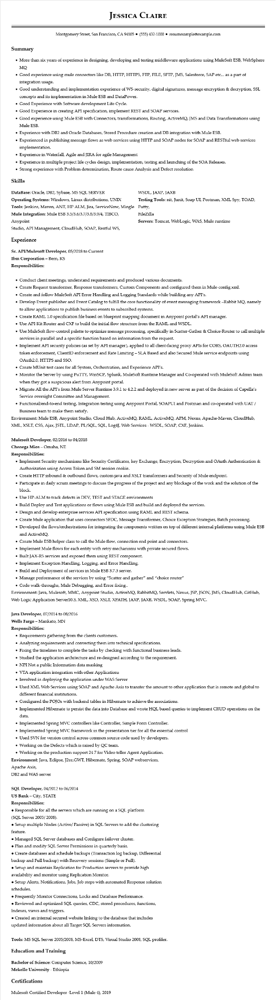 Jessica Claire
Montgomery Street, San Francisco, CA 94105 ● (555) 432-1000 ● resumesample@example.com
Summary
• More than six years of experience in designing, developing and testing middleware applications using MuleSoft ESB, WebSphere
MQ
• Good experience using mule connectors like DB, HTTP, HTTPS, FTP, FILE, SFTP, JMS, Salesforce, SAP etc... as a part of
integration usage.
• Good understanding and implementation experience of WS-security, digital signatures, message encryption & decryption, SSL
concepts and its implementation in Mule ESB and DataPower.
• Good Experience with Software development Life Cycle.
• Good Experience in creating API specification, implement REST and SOAP services.
• Good experience using Mule ESB with Connectors, transformations, Routing, ActiveMQ, JMS and Data Transformations using
Mule ESB.
• Experience with DB2 and Oracle Databases, Stored Procedure creation and DB integration with Mule ESB.
• Experienced in publishing message flows as web services using HTTP and SOAP nodes for SOAP and RESTful web services
implementation.
• Experience in Waterfall, Agile and JIRA for agile Management
• Experience in multiple project life cycles design, implementation, testing and launching of the SOA Releases.
• Strong experience with Problem determination, Route cause Analysis and Defect resolution
Skills
DataBase: Oracle, DB2, Sybase, MS SQL SERVER
Operating Systems: Windows, Linux distributions, UNIX
Tools: Jenkins, Maven, ANT, HP ALM, Jira, ServiceNow, Mingle
Mule Integration: Mule ESB 3.5/3.6/3.7/3.8/3.9/4, TIBCO,
Anypoint
Studio, API Management, CloudHub, SOAP, Restful WS,
WSDL, JAXP, JAXB
Testing Tools: nit, Junit, Soap UI, Postman, XML Spy, TOAD,
Putty,
FileZilla
Servers: Tomcat, WebLogic, WAS, Mule runtime
Experience
Sr. API/Mulesoft Developer, 05/2018 to Current
Ibm Corporation – Bern, KS
Responsibilities:
• Conduct client meetings, understand requirements and produced various documents.
• Create Request transformer, Response transformers, Custom Components and configured them in Mule-config.xml.
• Create and follow MuleSoft API Error Handling and Logging Standards while building any API's.
• Develop Event publisher and Event Catalog to fulfill the core functionality of event messaging framework –Rabbit MQ, namely
to allow applications to publish business events to subscribed systems.
• Create RAML 1.0 specification file based on blueprint mapping document in Anypoint portal's API manager.
• Use API-Kit Router and CXF to build the initial flow structure from the RAML and WSDL.
• Use MuleSoft flow-control palette to optimize message processing, specifically in Scatter-Gather & Choice-Router to call multiple
services in parallel and a specific function based on information from the request.
• Implement API security policies (as set by API manager), applied to all client-facing proxy APIs for CORS, OAUTH2.0 access
token enforcement, ClientID enforcement and Rate Limiting – SLA Based and also Secured Mule service endpoints using
OAuth2.0, HTTPS and SSO.
• Create MUnit test cases for all System, Orchestration, and Experience API's.
• Monitor the Server by using PuTTY, WinSCP, Splunk, MuleSoft Runtime Manager and Co-operated with MuleSoft Admin team
when they got a suspicious alert from Anypoint portal.
• Migrate All the API's from Mule Server Runtime 3.9.1 to 4.2.2 and deployed in new server as part of the decision of Capella's
Service oversight Committee and Management.
• Functional/end-to-end testing, Integration testing using Anypoint Portal, SOAPUI and Postman and co-operated with UAT /
Business team to make them satisfy.
Environment: Mule ESB, Anypoint Studio, Cloud Hub, ActiveMQ, RAML, ActiveMQ, APM, Nexus, Apache-Maven, CloudHub,
XML, XSLT, CSS, Ajax, JSTL, LDAP, PL/SQL, SQL, Log4J, Web Services - WSDL, SOAP, CXF, Jenkins.
Mulesoft Developer, 02/2016 to 04/2018
Chenega Mios – Omaha, NE
Responsibilities:
• Implement Security mechanisms like Security Certificates, key Exchange, Encryption, Decryption and OAuth Authentication &
Authorization using Access Token and SM session cookie.
• Create HTTP inbound & outbound flows, custom java and XSLT transformers and Security of Mule endpoint.
• Participate in daily scrum meetings to discuss the progress of the project and any blockage of the work and the solution of the
block.
• Use HP-ALM to track defects in DEV, TEST and STAGE environments
• Build Deploy and Test applications or flows using Mule ESB and build and deployed the services.
• Design and develop enterprise services API specification using RAML and REST schema.
• Create Mule application that uses connectors SFDC, Message Transformer, Choice Exception Strategies, Batch processing.
• Developed the flows/orchestrations for integrating the components written on top of different internal platforms using Mule ESB
and ActiveMQ.
• Create Mule ESB helper class to call the Mule flow, connection end point and connectors.
• Implement Mule flows for each entity with retry mechanisms with private secured flows.
• Built JAX-RS services and exposed them using REST component.
• Implement Exception Handling, Logging, and Error Handling.
• Build and Deployment of services in Mule ESB 3.7.3 server.
• Manage performance of the services by using "Scatter and gather" and "choice router"
• Code walk-throughs, Mule Debugging, and Error fixing..
Environment: Java, Mulesoft, MMC, Anypoint Studio, ActiveMQ, RabbitMQ, Servlets, Nexus, JSP, JSON, JMS, CloudHub, GitHub,
Web Logic Application Server10.3, XML, XSD, XSLT, XPATH, JAXP, JAXB, WSDL, SOAP, Spring MVC.
Java Developer, 07/2014 to 08/2016
Wells Fargo – Mankato, MN
Responsibilities:
• Requirements gathering from the clients customers.
• Analyzing requirements and converting them into technical specifications.
• Fixing the timelines to complete the tasks by checking with functional business leads.
• Studied the application architecture and re-designed according to the requirement.
• NPI Not a public Information data masking
• VTA application integration with other Applications
• Involved in deploying the application under WAS Server
• Used XML Web Services using SOAP and Apache Axis to transfer the amount to other application that is remote and global to
different financial institutions.
• Configured the POJOs with backend tables in Hibernate to achieve the associations.
• Implemented Hibernate to persist the data into Database and wrote HQL based queries to implement CRUD operations on the
data.
• Implemented Spring MVC controllers like Controller, Simple Form Controller.
• Implemented Spring MVC framework in the presentation tier for all the essential control
• Used SVN for version control across common source code used by developers.
• Working on the Defects which is raised by QC team.
• Working on the production support 24 7 for Video teller Agent Application.
Environment: Java, Eclipse, J2ee,GWT, Hibernate, Spring, SOAP webservices,
Apache Axis,
DB2 and WAS server
SQL Developer, 04/2012 to 06/2014
US Bank – City, STATE
Responsibilities:
● Responsible for all the servers which are running on a SQL platform
(SQL Server 2005/ 2008).
● Setup multiple Nodes (Active/ Passive) in SQL Servers to add the clustering
feature.
● Managed SQL Server databases and Configure failover cluster.
● Plan and modify SQL Server Permissions in quarterly basis.
● Create databases and schedule backups (Transaction log backup, Differential
backup and Full backup) with Recovery sessions (Simple or Full).
● Setup and maintain Replication for Production servers to provide high
availability and monitor using Replication Monitor.
● Setup Alerts, Notifications, Jobs, Job steps with automated Response solution
schedules.
● Frequently Monitor Connections, Locks and Database Performance.
● Reviewed and optimized SQL queries, CDC, stored procedures, functions,
Indexes, views and triggers.
● Created an internal secured website linking to the database that includes
updated information about all Target SQL Servers information.
Tools: MS SQL Server 2005/2008, MS-Excel, DTS, Visual Studio 2008, SQL profiler.
Education and Training
Bachelor of Science: Computer Science, 10/2009
Mekelle University - Ethiopia
Certifications
Mulesoft Certified Developer -Level 1 (Mule 4), 2019